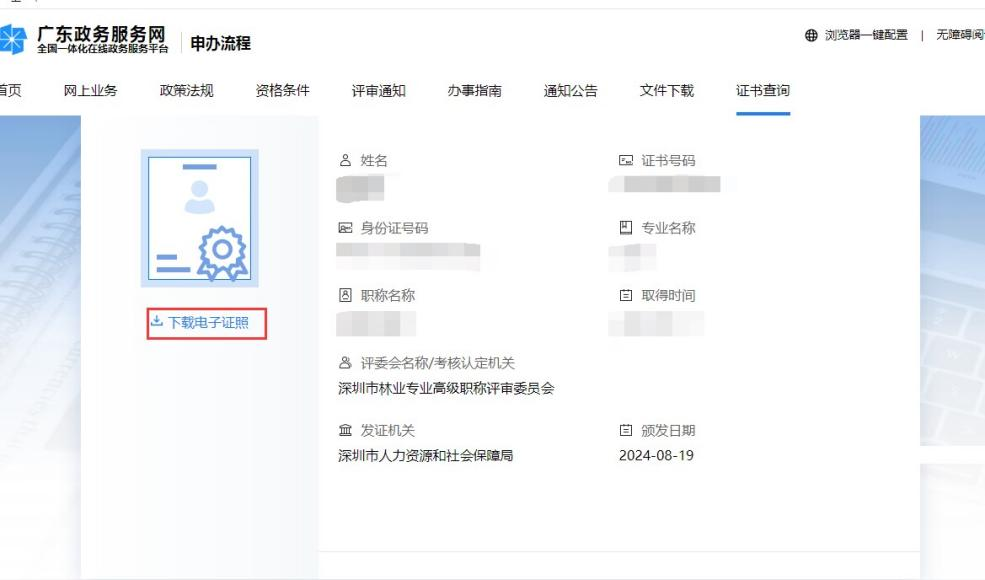 广东政务服务网
全国一体化在线政务服务平台
申办流程
浏览器一键配置 | 无障碍阅
首页 网上业务 政策法规 资格条件 评审通知 办事指南 通知公告 文件下载 证书查询
姓名 证书号码
身份证号码 专业名称
职称名称 取得时间
下载电子证照
评委会名称/考核认定机关
深圳市林业专业高级职称评审委员会
发证机关 颁发日期
深圳市人力资源和社会保障局 2024-08-19